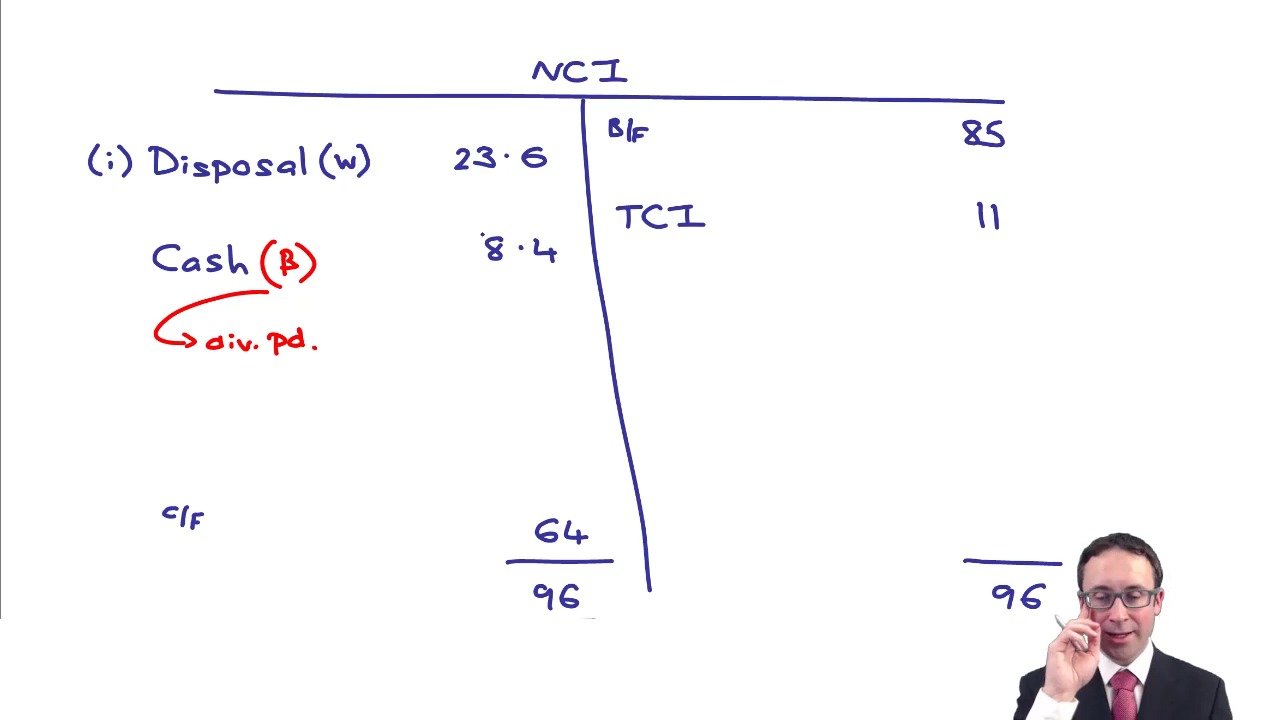 NCI
B/F 85
(i) Disposal (w) 23.6
TCI 11
Cash (B) 8.4
div. pd.
C/F 64
96 96